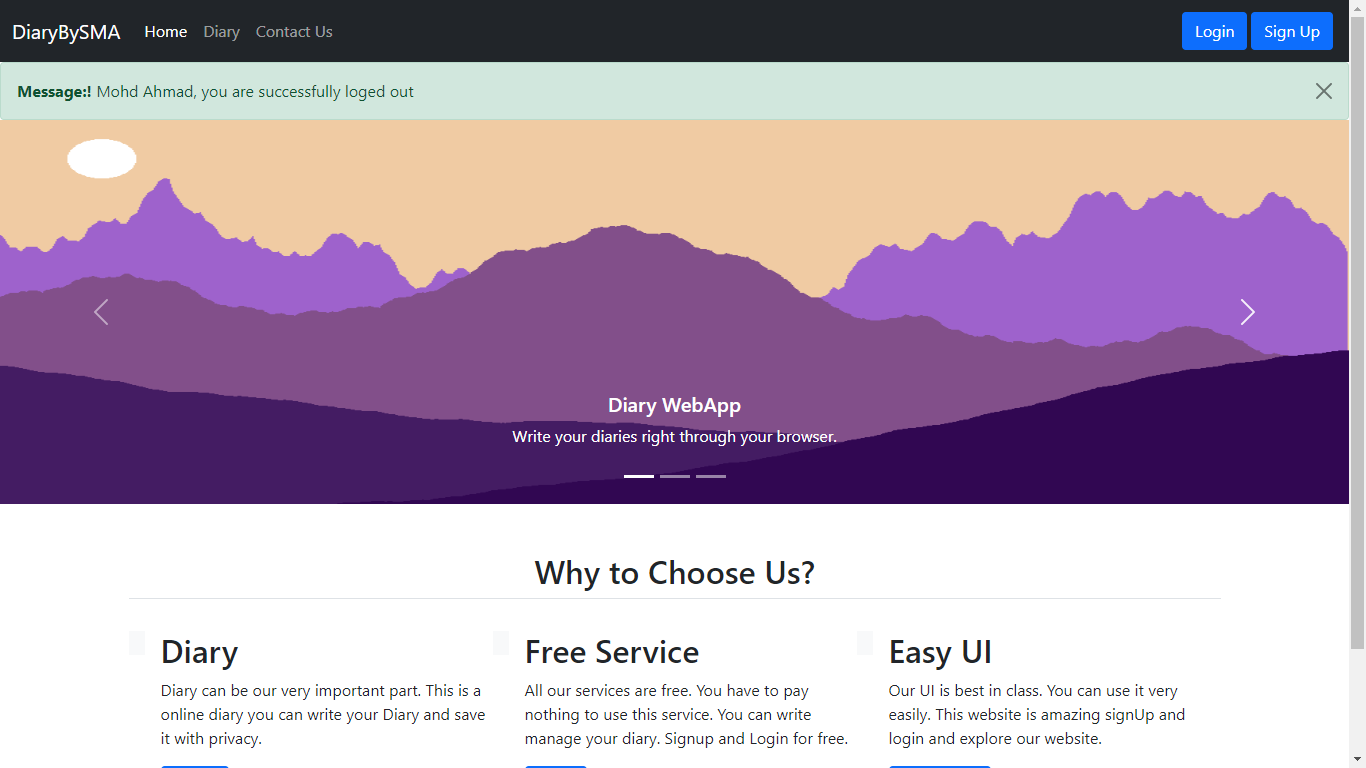 DiaryBySMA Home Diary Contact Us Login Sign Up
Message:! Mohd Ahmad, you are successfully loged out
Diary WebApp
Write your diaries right through your browser.
Why to Choose Us?
Diary
Diary can be our very important part. This is a
online diary you can write your Diary and save
it with privacy.
Free Service
All our services are free. You have to pay
nothing to use this service. You can write
manage your diary. Signup and Login for free.
Easy UI
Our UI is best in class. You can use it very
easily. This website is amazing signUp and
login and explore our website.